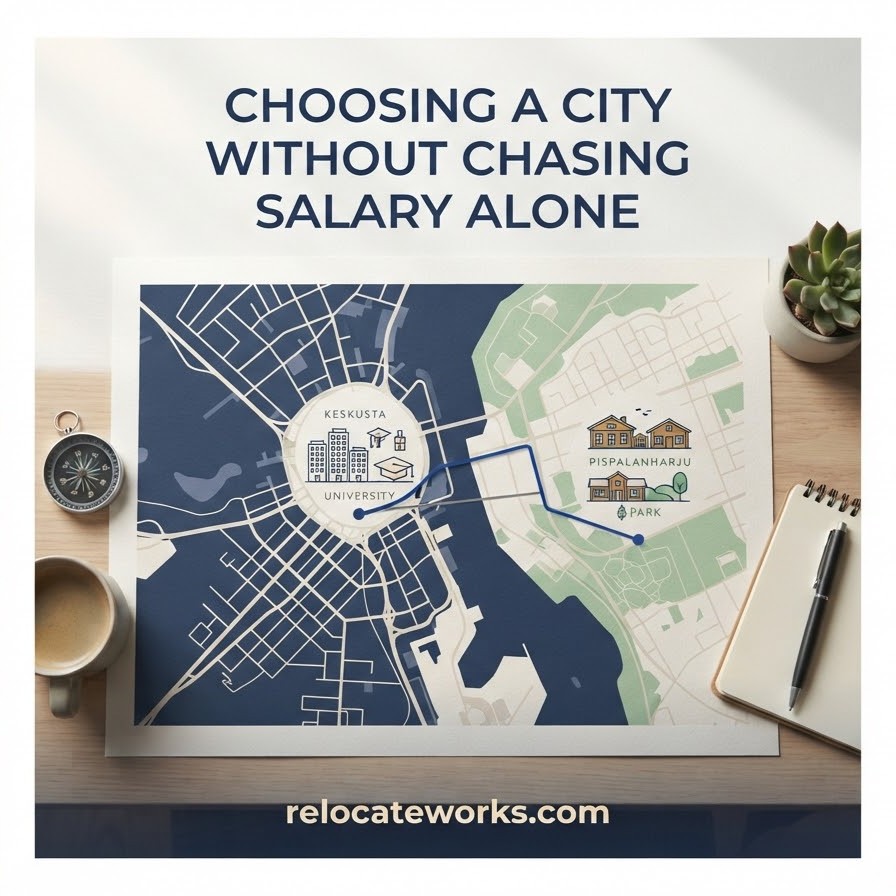 CHOOSING A CITY
WITHOUT CHASING
SALARY ALONE
KESKUSTA
UNIVERSITY
PISPALANHARJU
PARK
relocateworks.com